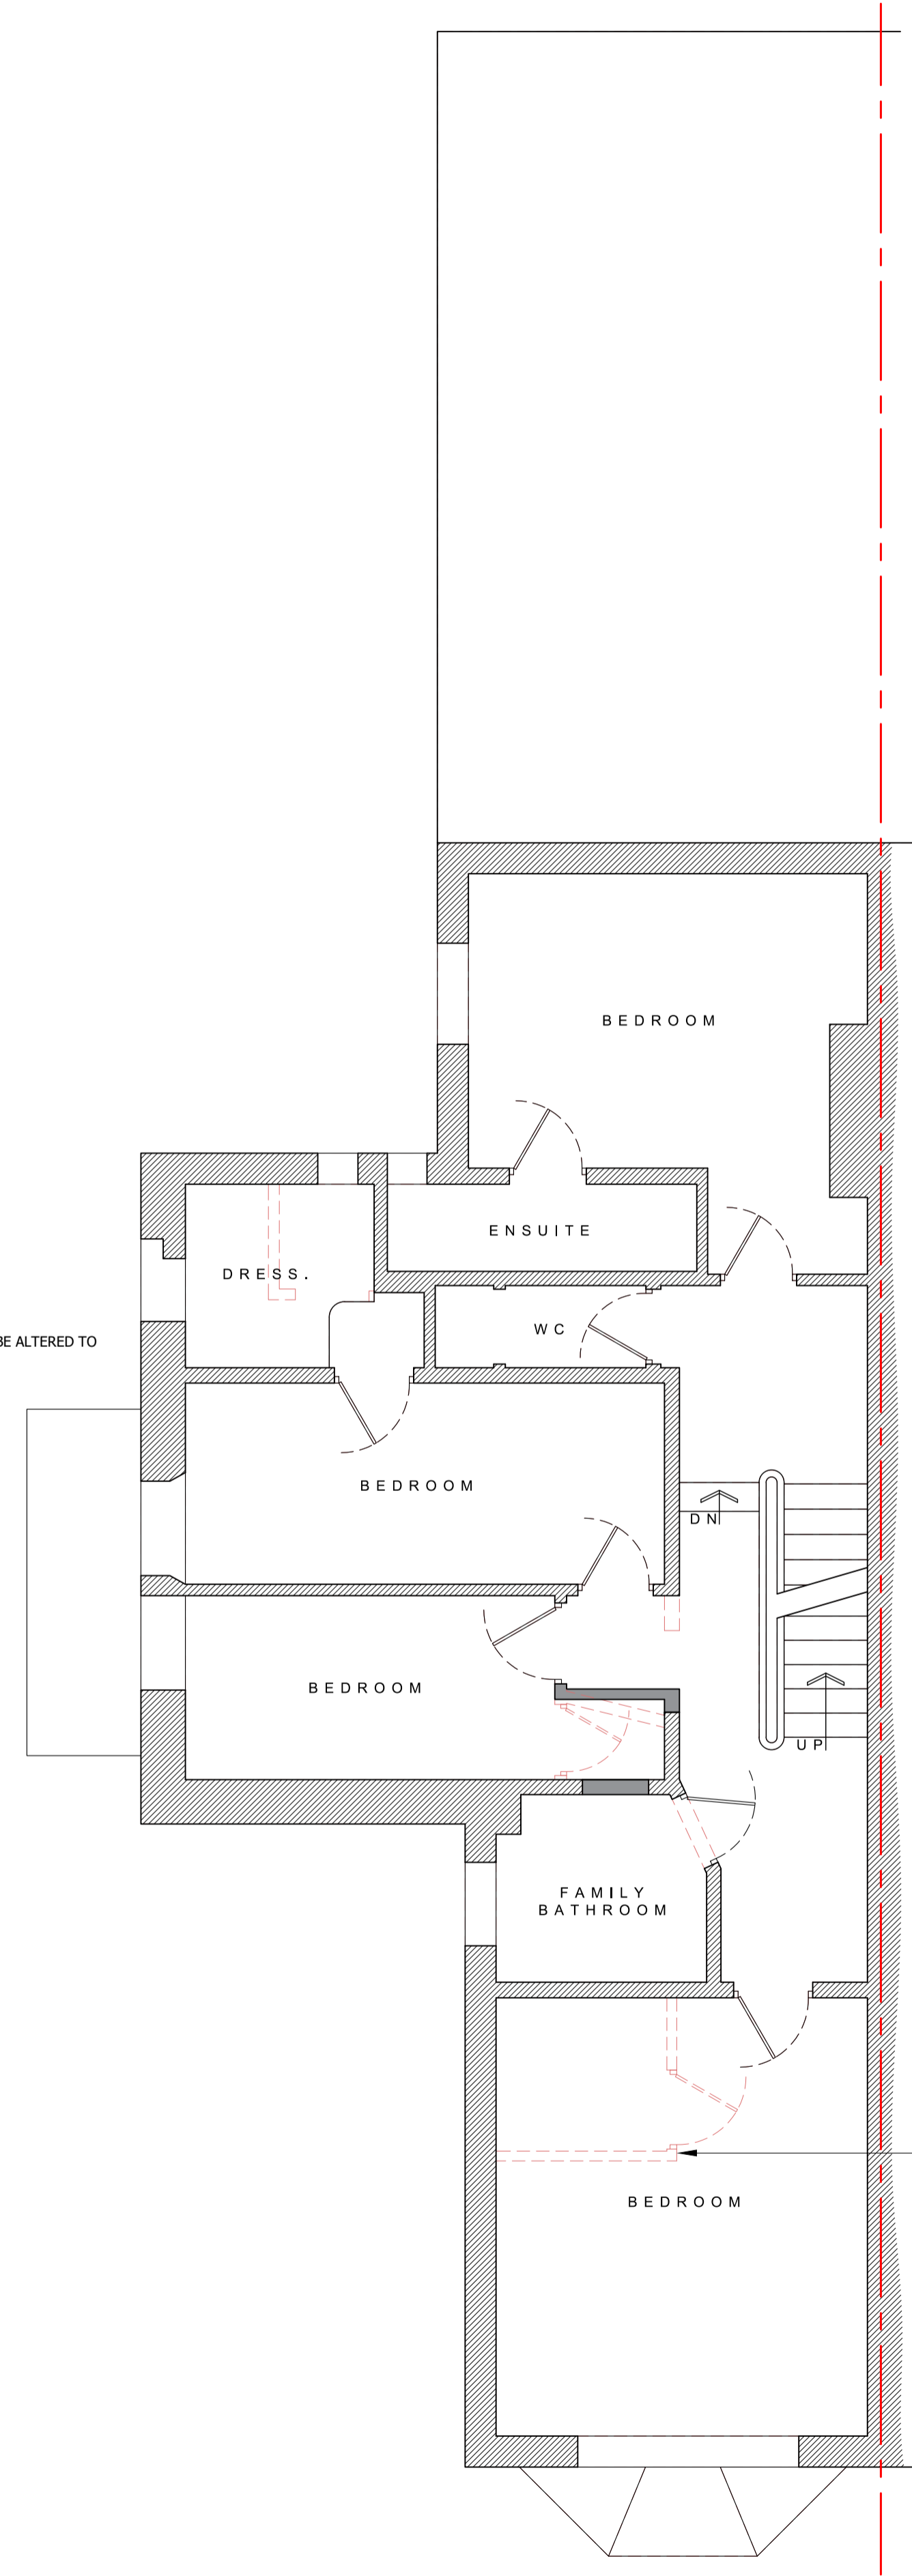 BEDROOM
ENSUITE
DRESS.
WC
BE ALTERED TO
BEDROOM
DN
BEDROOM
UP
FAMILY
BATHROOM
BEDROOM